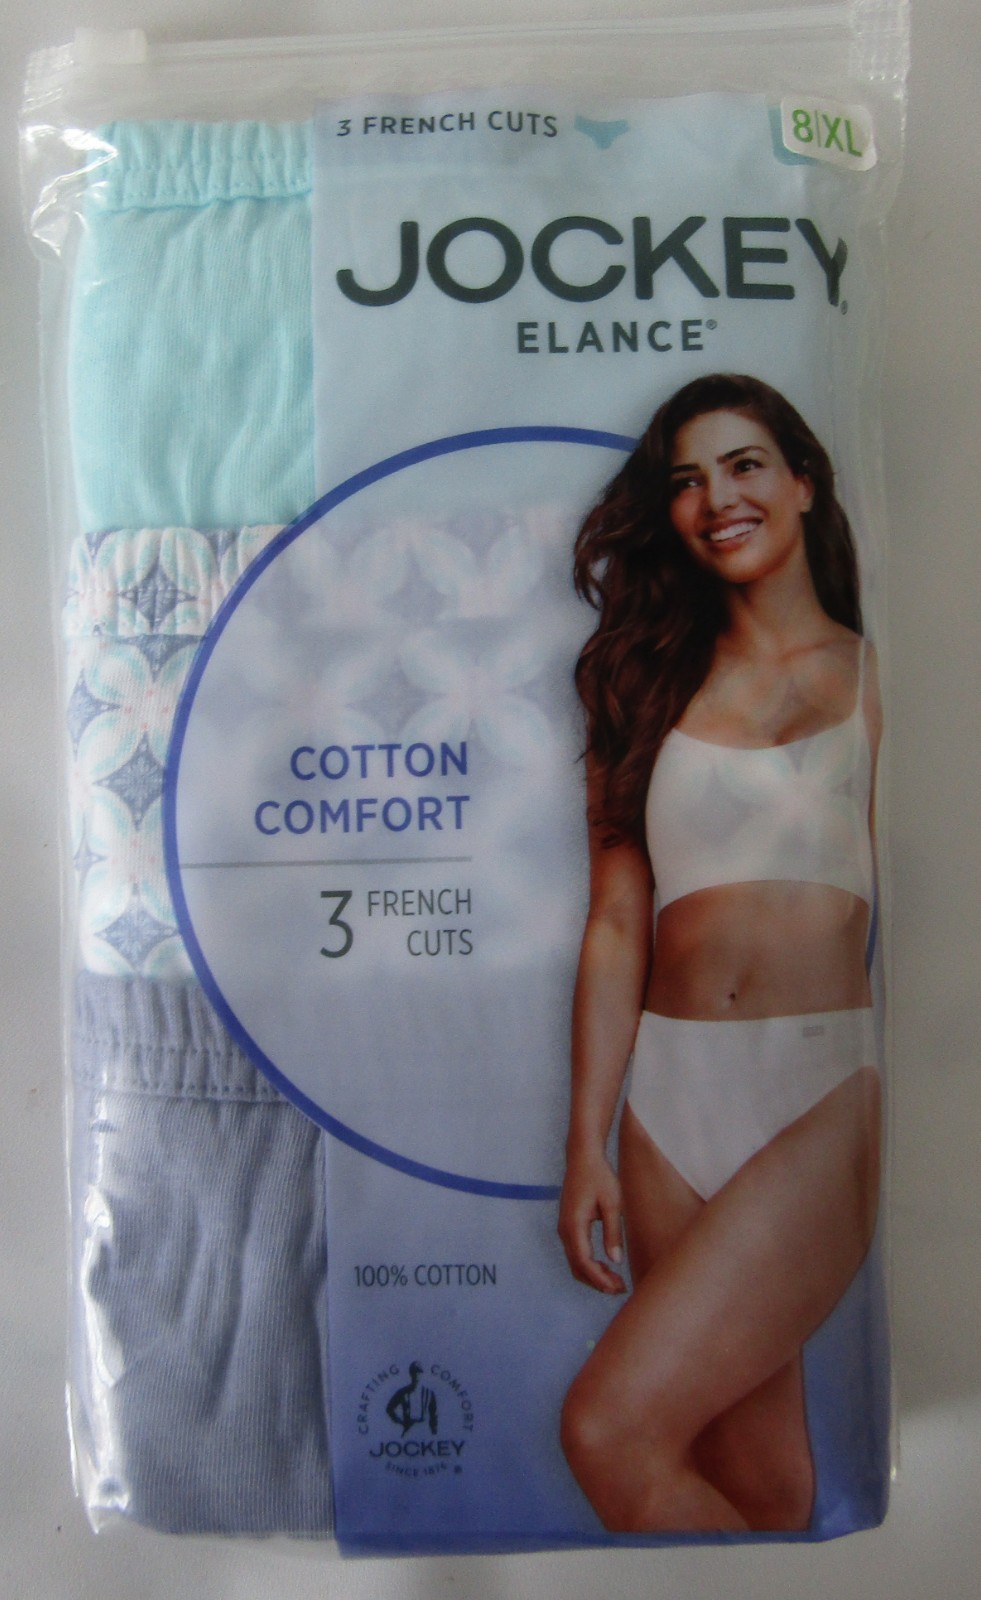 3 FRENCH CUTS
8|XL
JOCKEY®
ELANCE®
COTTON
COMFORT
3 FRENCH
CUTS
100% COTTON
CRAFTING COMFORT
JOCKEY
SINCE 1876 ®